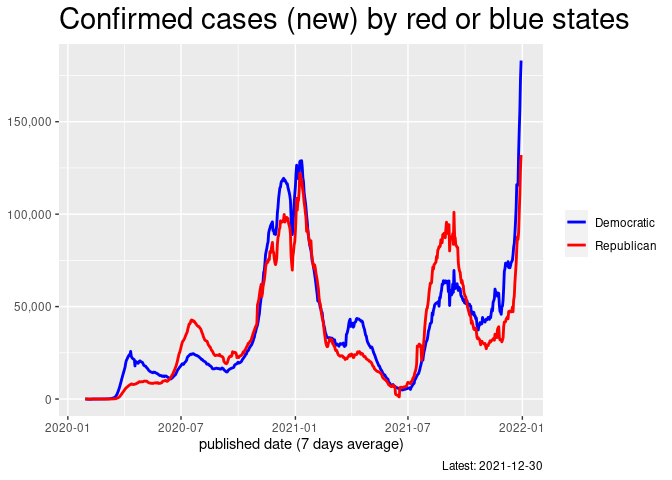 Confirmed cases (new) by red or blue states
150,000
100,000
50,000
0
2020-01 2020-07 2021-01 2021-07 2022-01
published date (7 days average)
Democratic
Republican
Latest: 2021-12-30